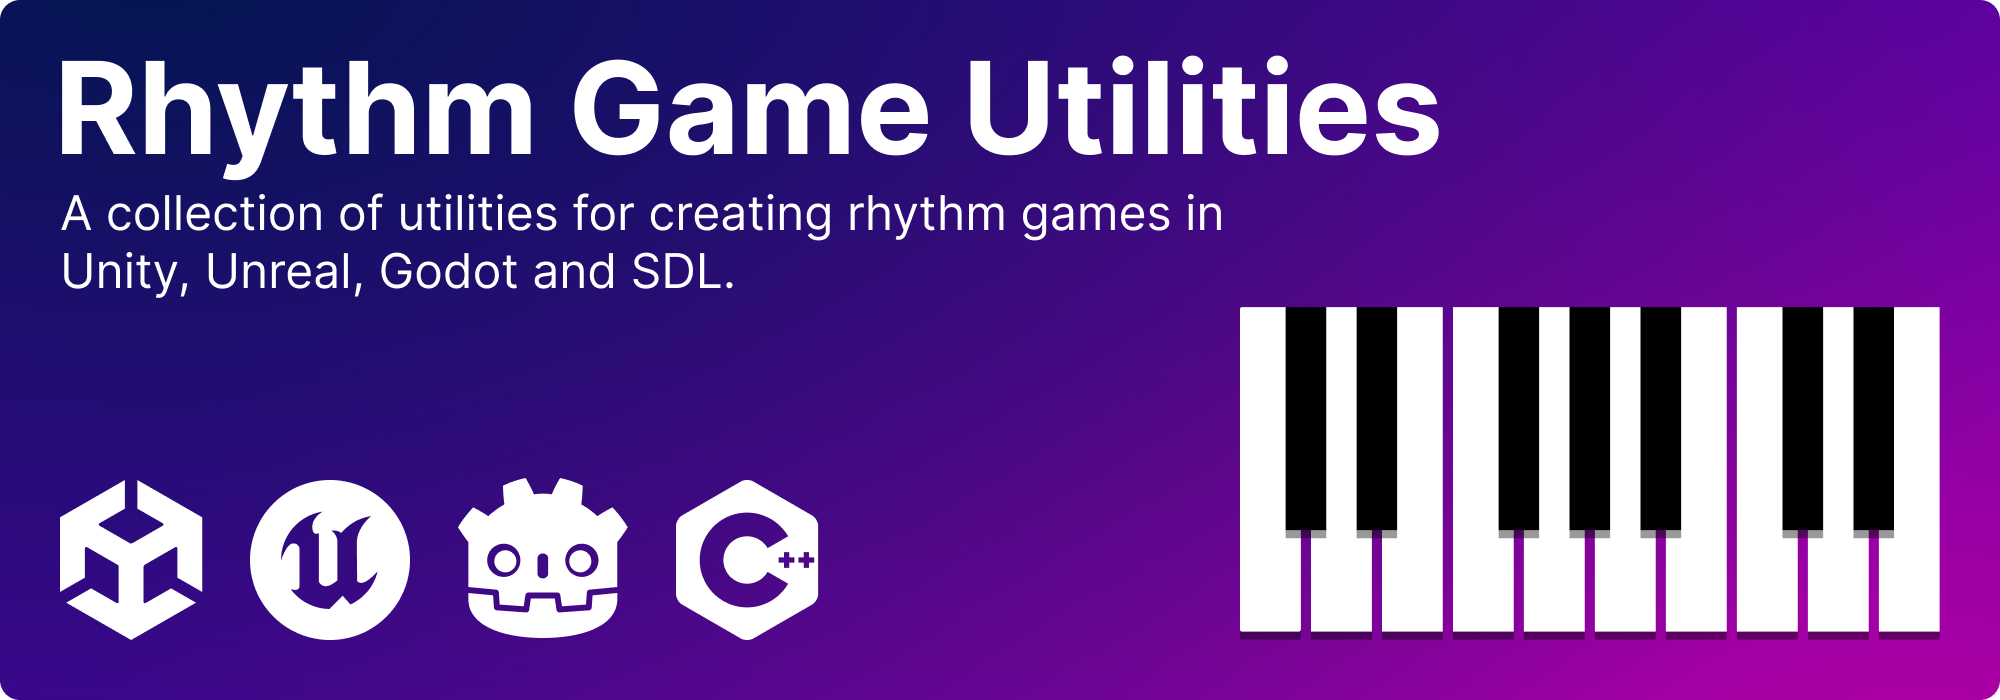 Rhythm Game Utilities
A collection of utilities for creating rhythm games in
Unity, Unreal, Godot and SDL.
C++